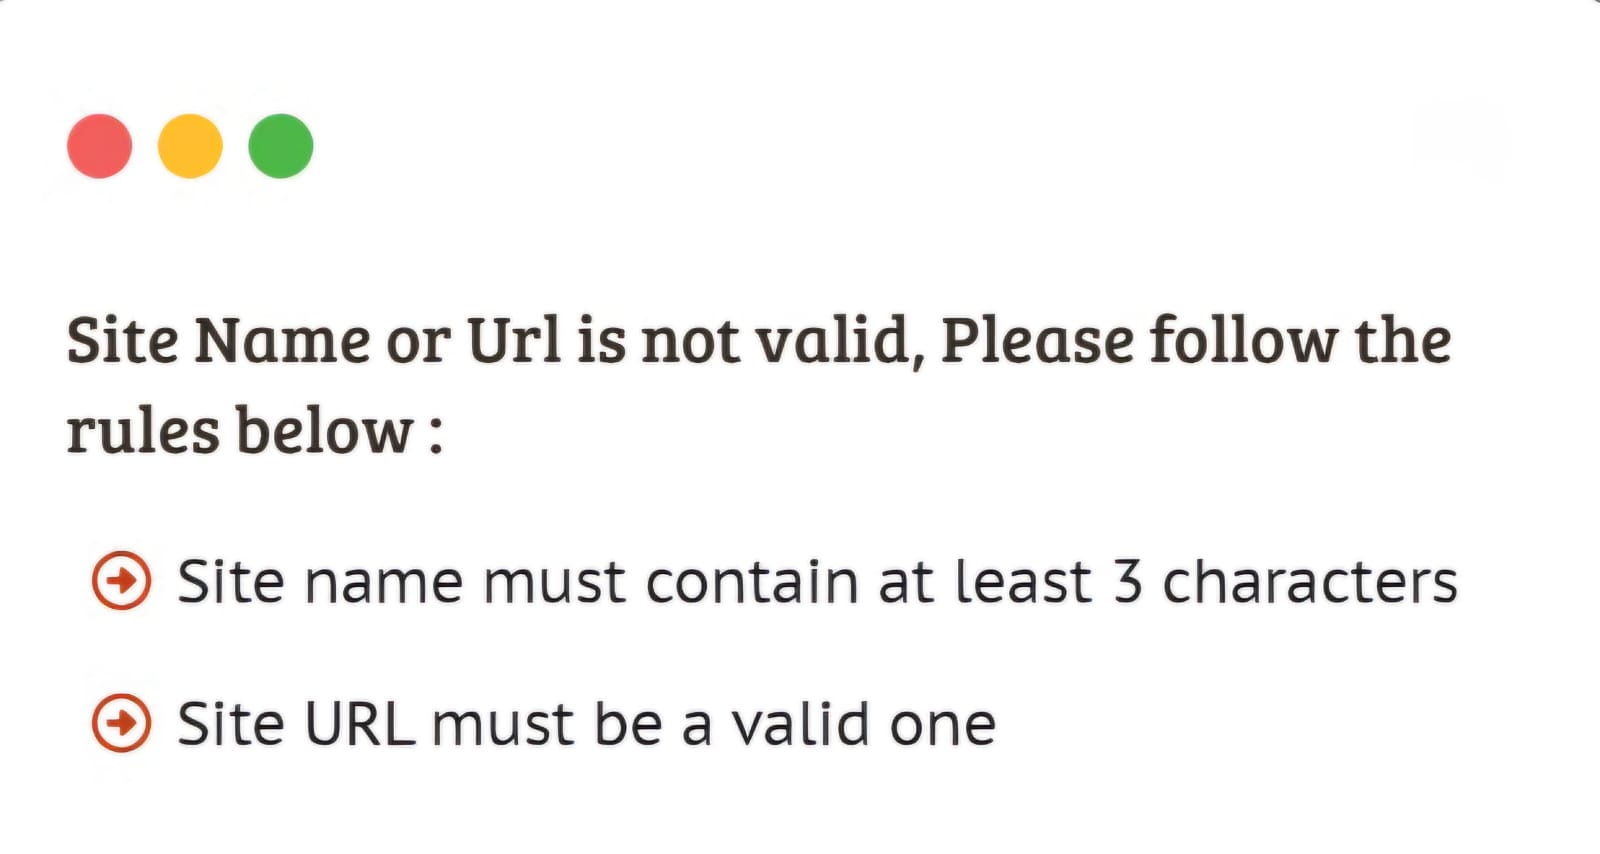 Site Name or Url is not valid, Please follow the
rules below :
Site name must contain at least 3 characters
Site URL must be a valid one